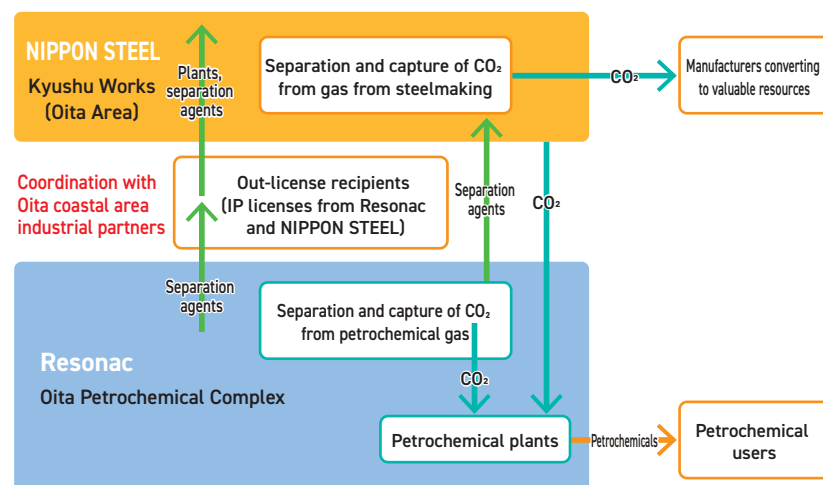 NIPPON STEEL
Kyushu Works
(Oita Area)
Plants,
separation
agents
Separation and capture of CO₂
from gas from steelmaking
CO₂
Manufacturers converting
to valuable resources
Coordination with
Oita coastal area
industrial partners
Out-license recipients
(IP licenses from Resonac
and NIPPON STEEL)
Separation
agents
CO₂
Separation
agents
Separation and capture of CO₂
from petrochemical gas
Resonac
Oita Petrochemical Complex
CO₂
Petrochemical plants
Petrochemicals
Petrochemical
users